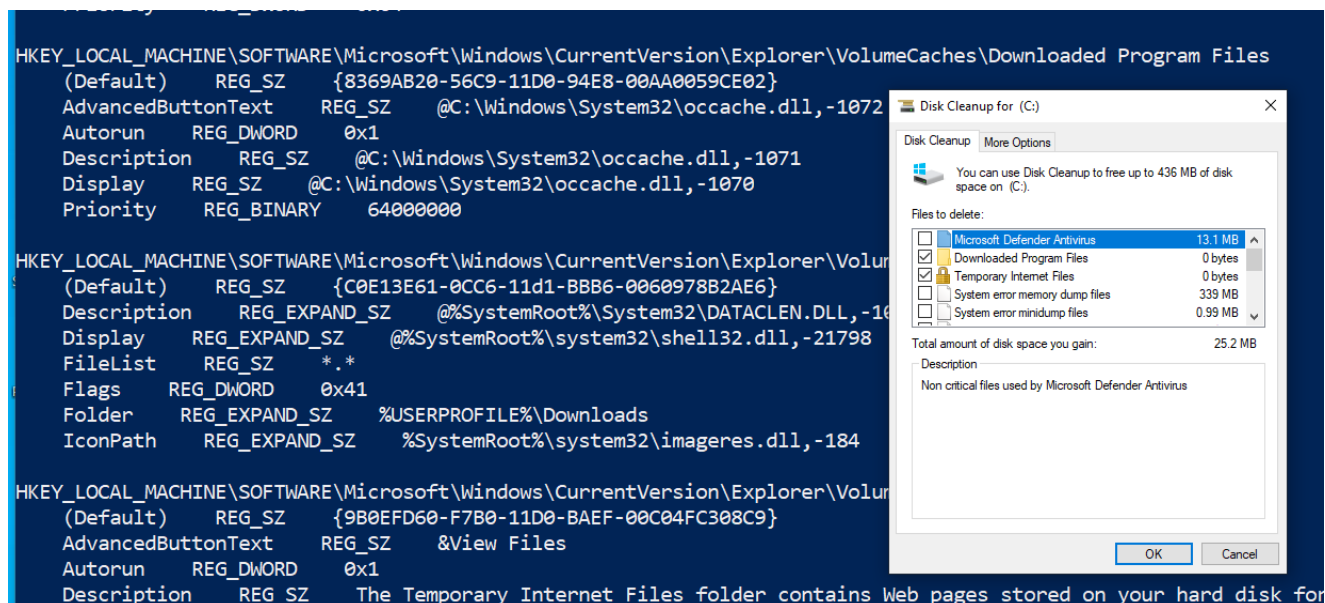 HKEY_LOCAL_MACHINE\SOFTWARE\Microsoft\Windows\CurrentVersion\Explorer\VolumeCaches\Downloaded Program Files
(Default) REG_SZ {8369AB20-56C9-11D0-94E8-00AA0059CE02}
AdvancedButtonText REG_SZ @C:\Windows\System32\occache.dll,-1072
Autorun REG_DWORD 0x1
Description REG_SZ @C:\Windows\System32\occache.dll,-1071
Display REG_SZ @C:\Windows\System32\occache.dll,-1070
Priority REG_BINARY 64000000
HKEY_LOCAL_MACHINE\SOFTWARE\Microsoft\Windows\CurrentVersion\Explorer\Volu
(Default) REG_SZ {C0E13E61-0CC6-11d1-BBB6-0060978B2AE6}
Description REG_EXPAND_SZ @%SystemRoot%\System32\DATACLEN.DLL,-10
Display REG_EXPAND_SZ @%SystemRoot%\system32\shell32.dll,-21798
FileList REG_SZ *.*
Flags REG_DWORD 0x41
Folder REG_EXPAND_SZ %USERPROFILE%\Downloads
IconPath REG_EXPAND_SZ %SystemRoot%\system32\imageres.dll,-184
HKEY_LOCAL_MACHINE\SOFTWARE\Microsoft\Windows\CurrentVersion\Explorer\Volu
(Default) REG_SZ {9B0EFD60-F7B0-11D0-BAEF-00C04FC308C9}
AdvancedButtonText REG_SZ &View Files
Autorun REG_DWORD 0x1
Description REG_SZ The Temporary Internet Files folder contains Web pages stored on your hard disk for
Disk Cleanup for (C:)
Disk Cleanup More Options
You can use Disk Cleanup to free up to 436 MB of disk
space on (C:).
Files to delete:
Microsoft Defender Antivirus 13.1 MB
Downloaded Program Files 0 bytes
Temporary Internet Files 0 bytes
System error memory dump files 339 MB
System error minidump files 0.99 MB
Total amount of disk space you gain: 25.2 MB
Description
Non critical files used by Microsoft Defender Antivirus
OK Cancel